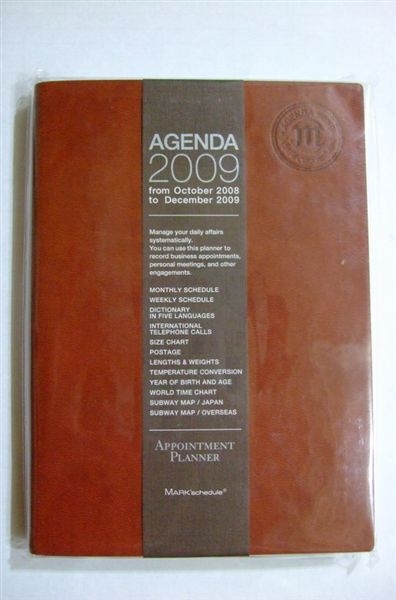 AGENDA
2009
from October 2008
to December 2009
Manage your daily affairs
systematically.
You can use this planner to
record business appointments,
personal meetings, and other
engagements.
MONTHLY SCHEDULE
WEEKLY SCHEDULE
DICTIONARY
IN FIVE LANGUAGES
INTERNATIONAL
TELEPHONE CALLS
SIZE CHART
POSTAGE
LENGTHS & WEIGHTS
TEMPERATURE CONVERSION
YEAR OF BIRTH AND AGE
WORLD TIME CHART
SUBWAY MAP / JAPAN
SUBWAY MAP / OVERSEAS
APPOINTMENT
PLANNER
MARK'schedule®
AGENDA
m